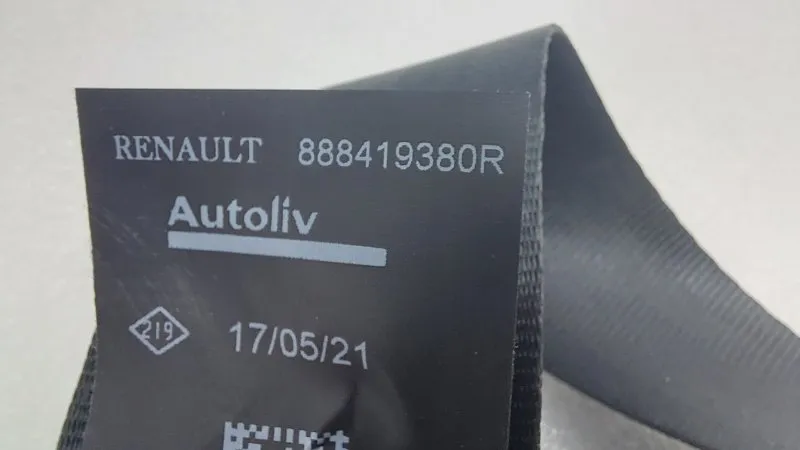 RENAULT 888419380R
Autoliv
219 17/05/21